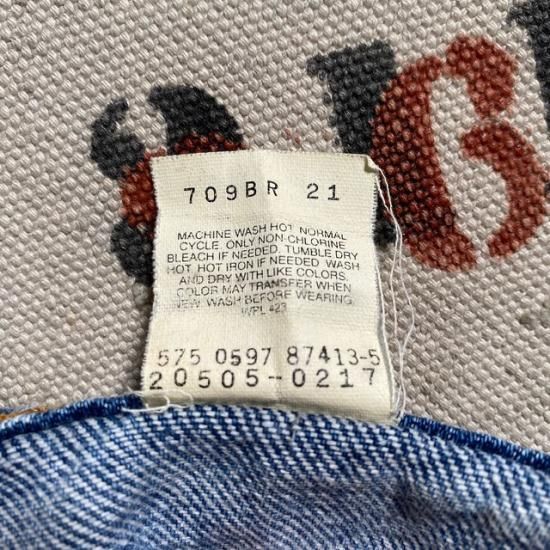 709BR 21
MACHINE WASH HOT NORMAL
CYCLE. ONLY NON-CHLORINE
BLEACH IF NEEDED. TUMBLE DRY
HOT. HOT IRON IF NEEDED. WASH
AND DRY WITH LIKE COLORS.
COLOR MAY TRANSFER WHEN
NEW. WASH BEFORE WEARING.
WPL 423
575 0597 87413-5
20505-0217